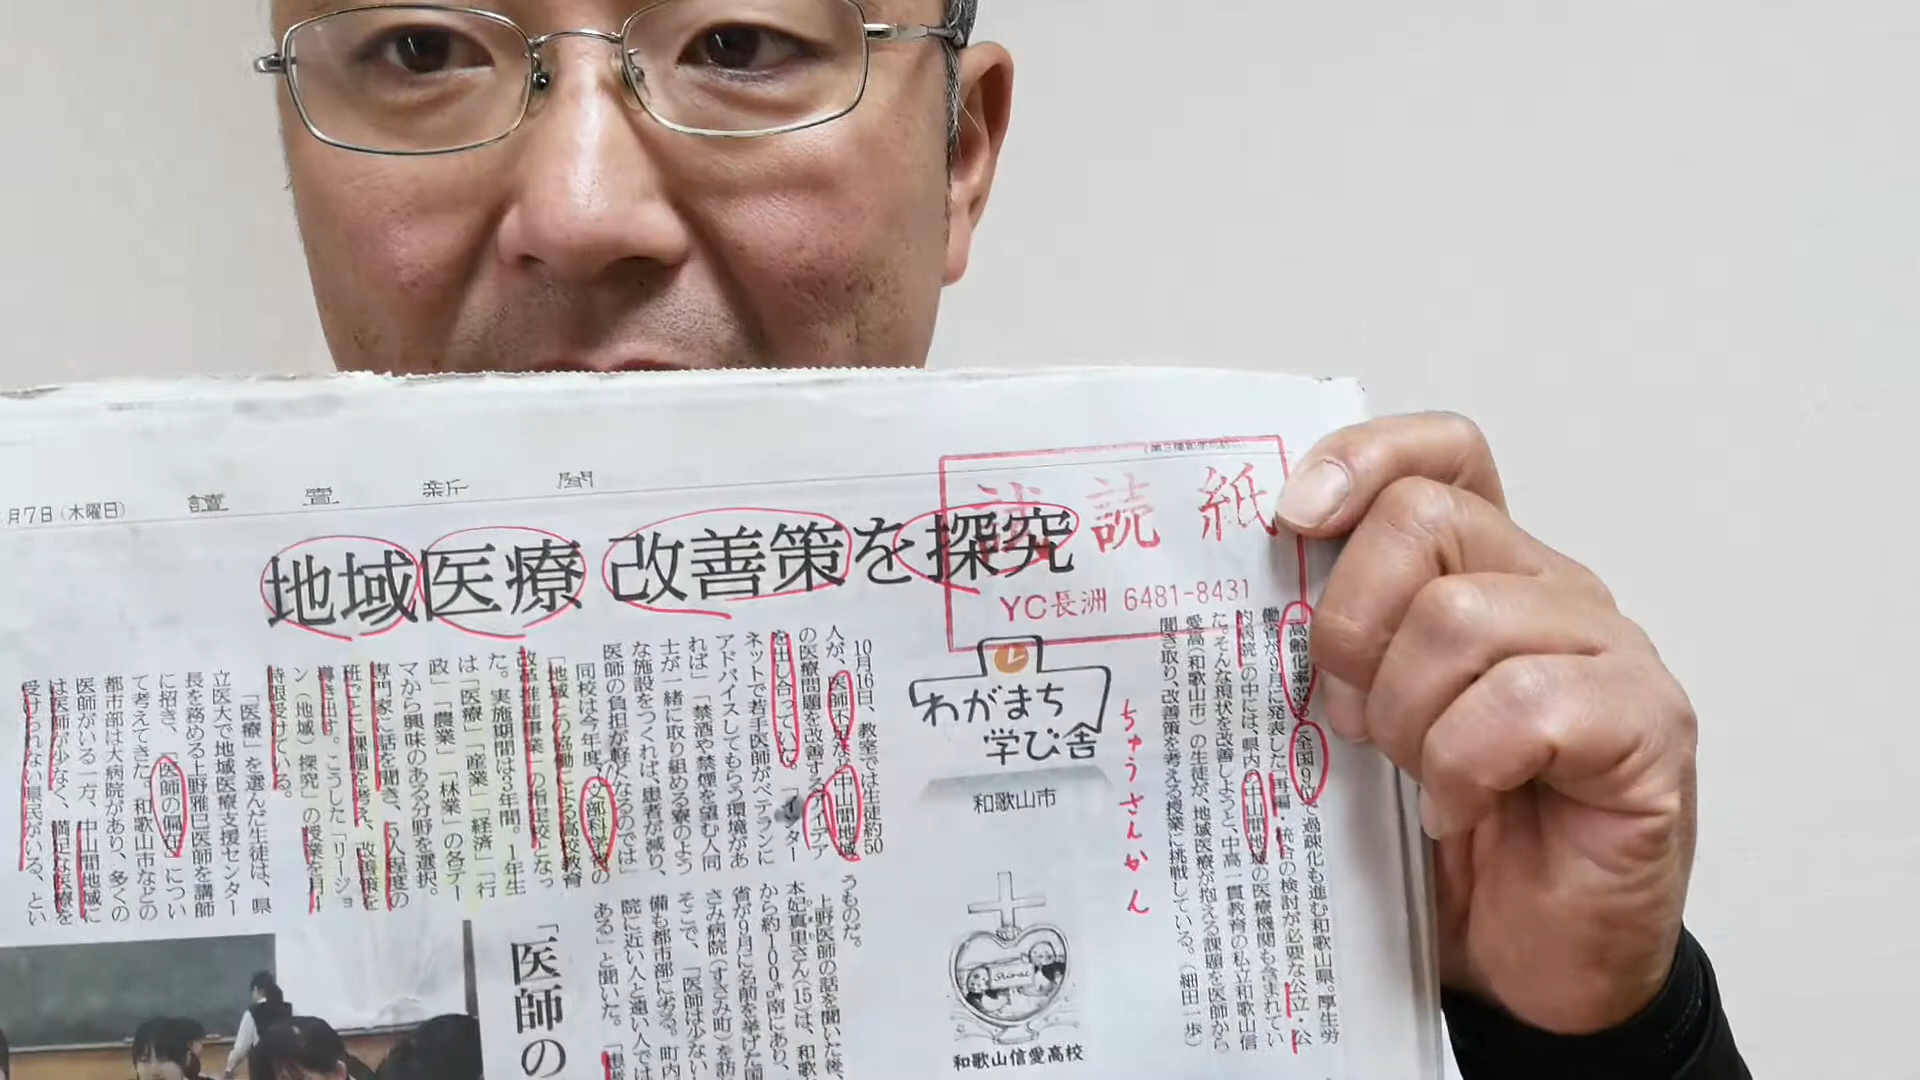 月7日(木曜日)
讀賣新聞
試読紙
YC長洲 6481-8431
地域医療 改善策を探究
わがまち
学び舎
和歌山市
和歌山信愛高校
ちゅうさんかん
全国9位で過疎化も進む和歌山県。厚生労
働省が9月に発表した「再編・統合の検討が必要な公立・公
的病院」の中には、県内の中山間地域の医療機関も含まれてい
た。そんな現状を改善しようと、中高一貫教育の私立和歌山信
愛高(和歌山市)の生徒が、地域医療が抱える課題を医師から
聞き取り、改善策を考える授業に挑戦している。(細田一歩)
10月16日、教室では生徒約50
人が、医師不足など中山間地域
の医療問題を改善するアイデア
を出し合っていた。「インター
ネットで若手医師がベテランに
アドバイスしてもらう環境があ
れば」「禁酒や禁煙を望む人同
士が一緒に取り組める寮のよう
な施設をつくれば、患者が減り、
医師の負担が軽くなるのでは」
同校は今年度、文部科学省の
「地域との協働による高校教育
改革推進事業」の指定校となっ
た。実施期間は3年間。1年生
は「医療」「産業」「経済」「行
政」「農業」「林業」の各テー
マから興味のある分野を選択。
専門家に話を聞き、5人程度の
班ごとに課題を考え、改善策を
導き出す。こうした「リージョ
ン(地域)探究」の授業を月1
時限受けている。
「医療」を選んだ生徒は、県
立医大で地域医療支援センター
長を務める上野雅巳医師を講師
に招き、「医師の偏在」につい
て考えてきた。和歌山市などの
都市部は大病院があり、多くの
医師がいる一方、中山間地域に
は医師が少なく、満足な医療を
受けられない県民がいる、とい
うものだ。
上野医師の話を聞いた後、
本妃真里さん(15)は、和歌
から約100㌔南にあり、
省が9月に名前を挙げた国
さみ病院(すさみ町)を訪
そこで、「医師は少ない
備も都市部に劣る。町内
院に近い人と遠い人では
ある」と聞いた。
「医師の